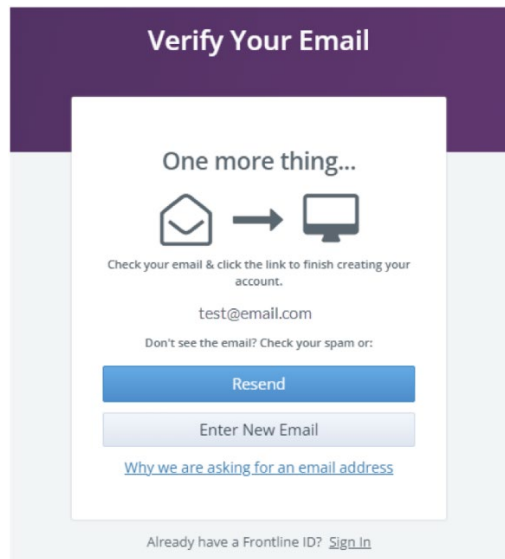 Verify Your Email
One more thing...
Check your email & click the link to finish creating your
account.
test@email.com
Don't see the email? Check your spam or:
Resend
Enter New Email
Why we are asking for an email address
Already have a Frontline ID? Sign In